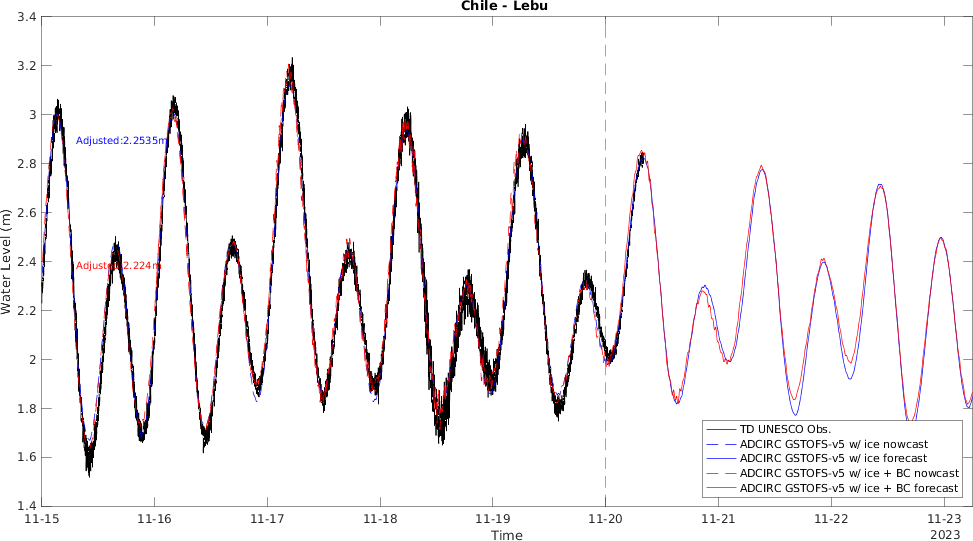 Chile - Lebu
3.4
3.2
3
2.8
2.6
2.4
2.2
2
1.8
1.6
1.4
Water Level (m)
Adjusted:2.2535m
Adjusted:2.224m
TD UNESCO Obs.
ADCIRC GSTOFS-v5 w/ ice nowcast
ADCIRC GSTOFS-v5 w/ ice forecast
ADCIRC GSTOFS-v5 w/ ice + BC nowcast
ADCIRC GSTOFS-v5 w/ ice + BC forecast
11-15 11-16 11-17 11-18 11-19 11-20 11-21 11-22 11-23
Time
2023